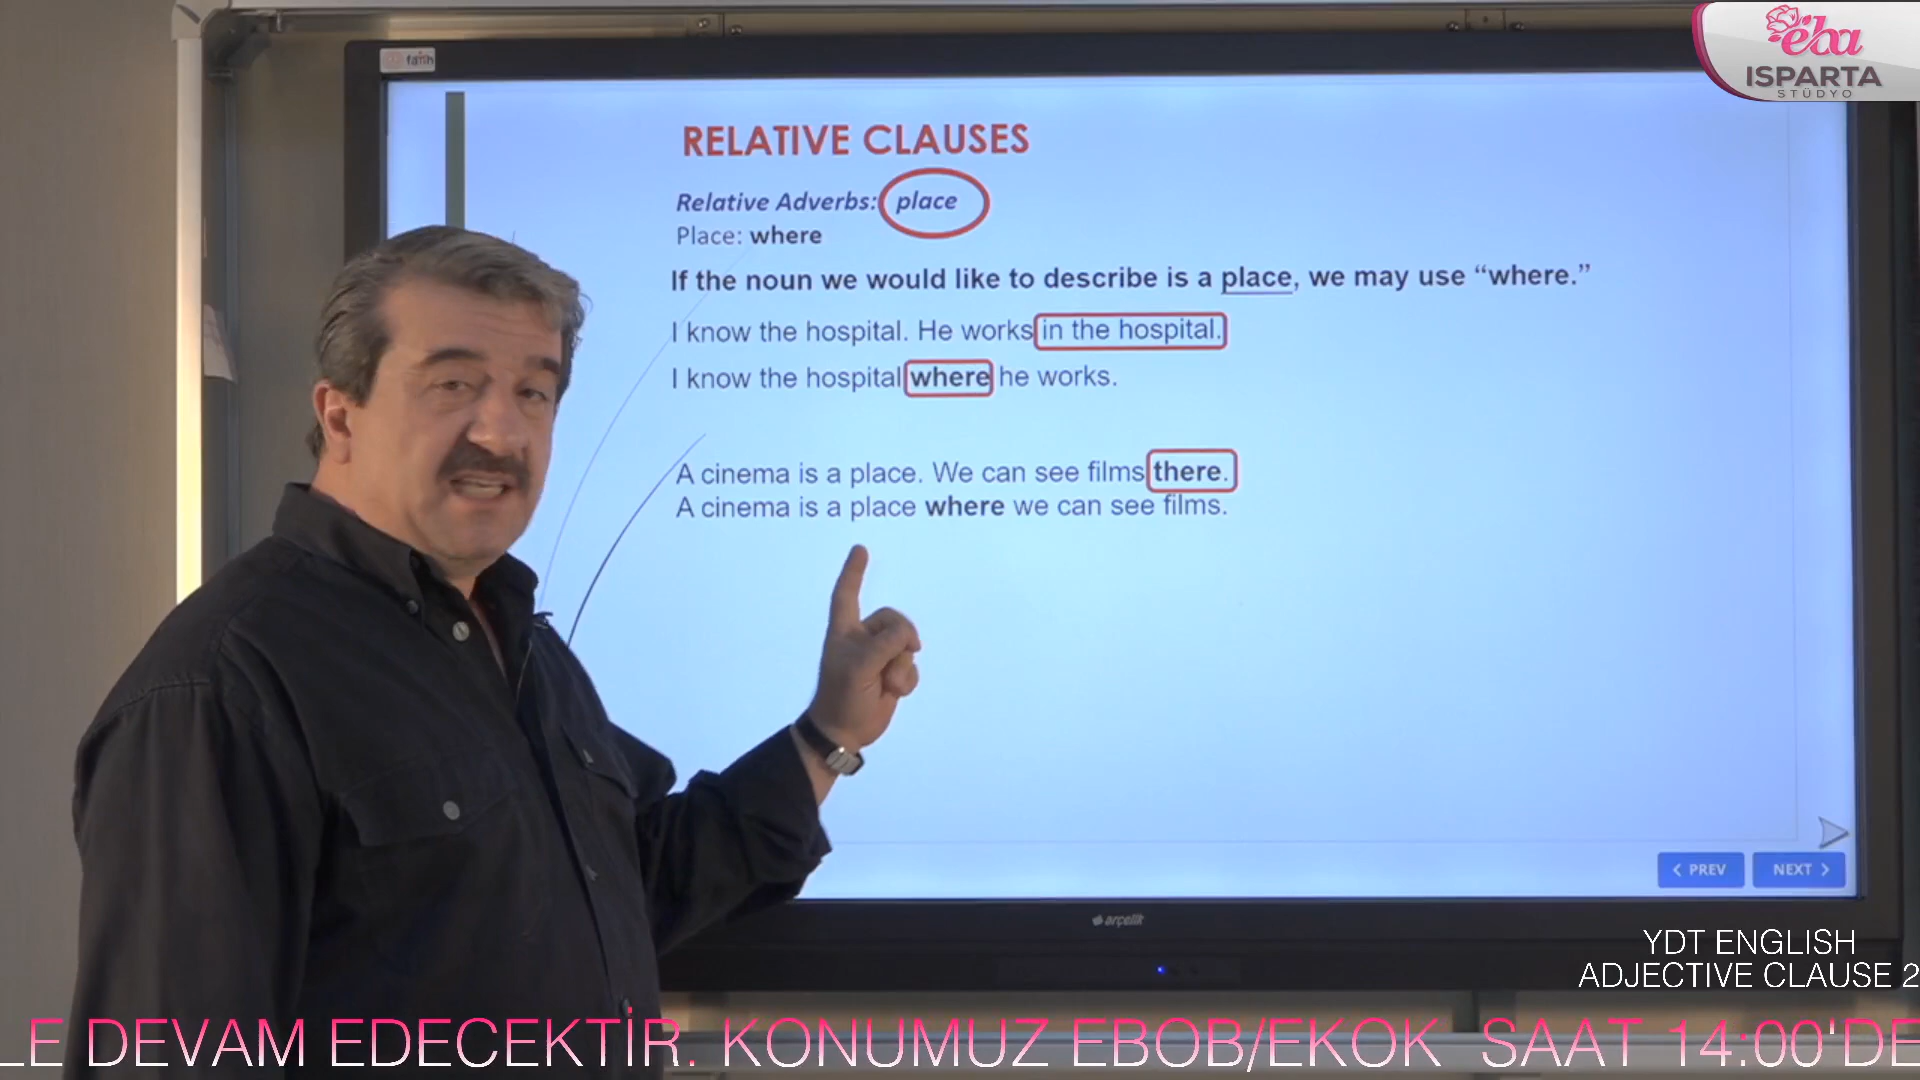 fatih
eba
ISPARTA
STÜDYO
RELATIVE CLAUSES
Relative Adverbs: place
Place: where
If the noun we would like to describe is a place, we may use “where.”
I know the hospital. He works in the hospital.
I know the hospital where he works.
A cinema is a place. We can see films there.
A cinema is a place where we can see films.
PREV
NEXT
arçelik
YDT ENGLISH
ADJECTIVE CLAUSE 2
LE DEVAM EDECEKTİR. KONUMUZ EBOB/EKOK SAAT 14:00'DE